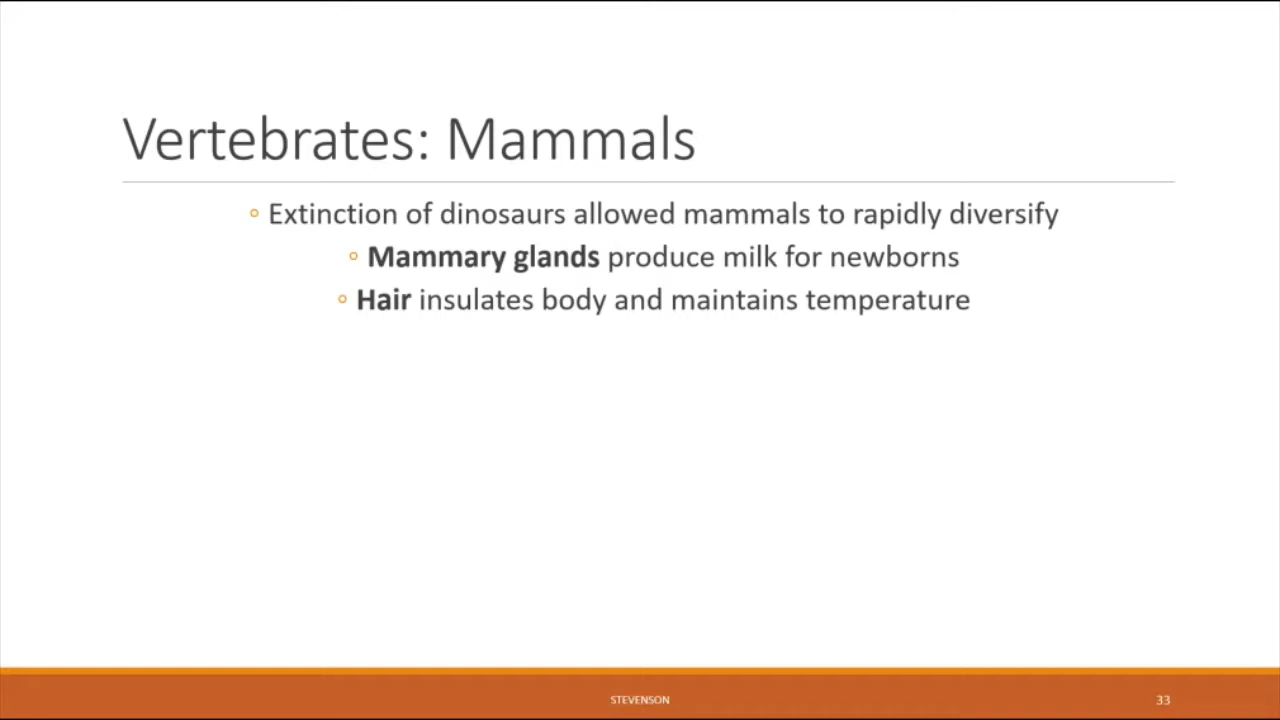 Vertebrates: Mammals
◦ Extinction of dinosaurs allowed mammals to rapidly diversify
◦ Mammary glands produce milk for newborns
◦ Hair insulates body and maintains temperature
STEVENSON
33